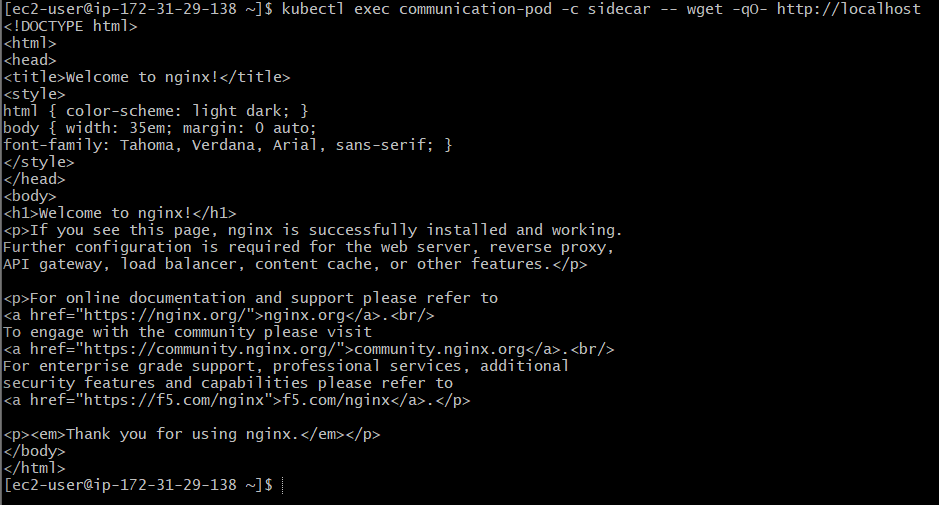 [ec2-user@ip-172-31-29-138 ~]$ kubectl exec communication-pod -c sidecar -- wget -qO- http://localhost
<!DOCTYPE html>
<html>
<head>
<title>Welcome to nginx!</title>
<style>
html { color-scheme: light dark; }
body { width: 35em; margin: 0 auto;
font-family: Tahoma, Verdana, Arial, sans-serif; }
</style>
</head>
<body>
<h1>Welcome to nginx!</h1>
<p>If you see this page, nginx is successfully installed and working.
Further configuration is required for the web server, reverse proxy,
API gateway, load balancer, content cache, or other features.</p>

<p>For online documentation and support please refer to
<a href="https://nginx.org/">nginx.org</a>.<br/>
To engage with the community please visit
<a href="https://community.nginx.org/">community.nginx.org</a>.<br/>
For enterprise grade support, professional services, additional
security features and capabilities please refer to
<a href="https://f5.com/nginx">f5.com/nginx</a>.</p>

<p><em>Thank you for using nginx.</em></p>
</body>
</html>
[ec2-user@ip-172-31-29-138 ~]$